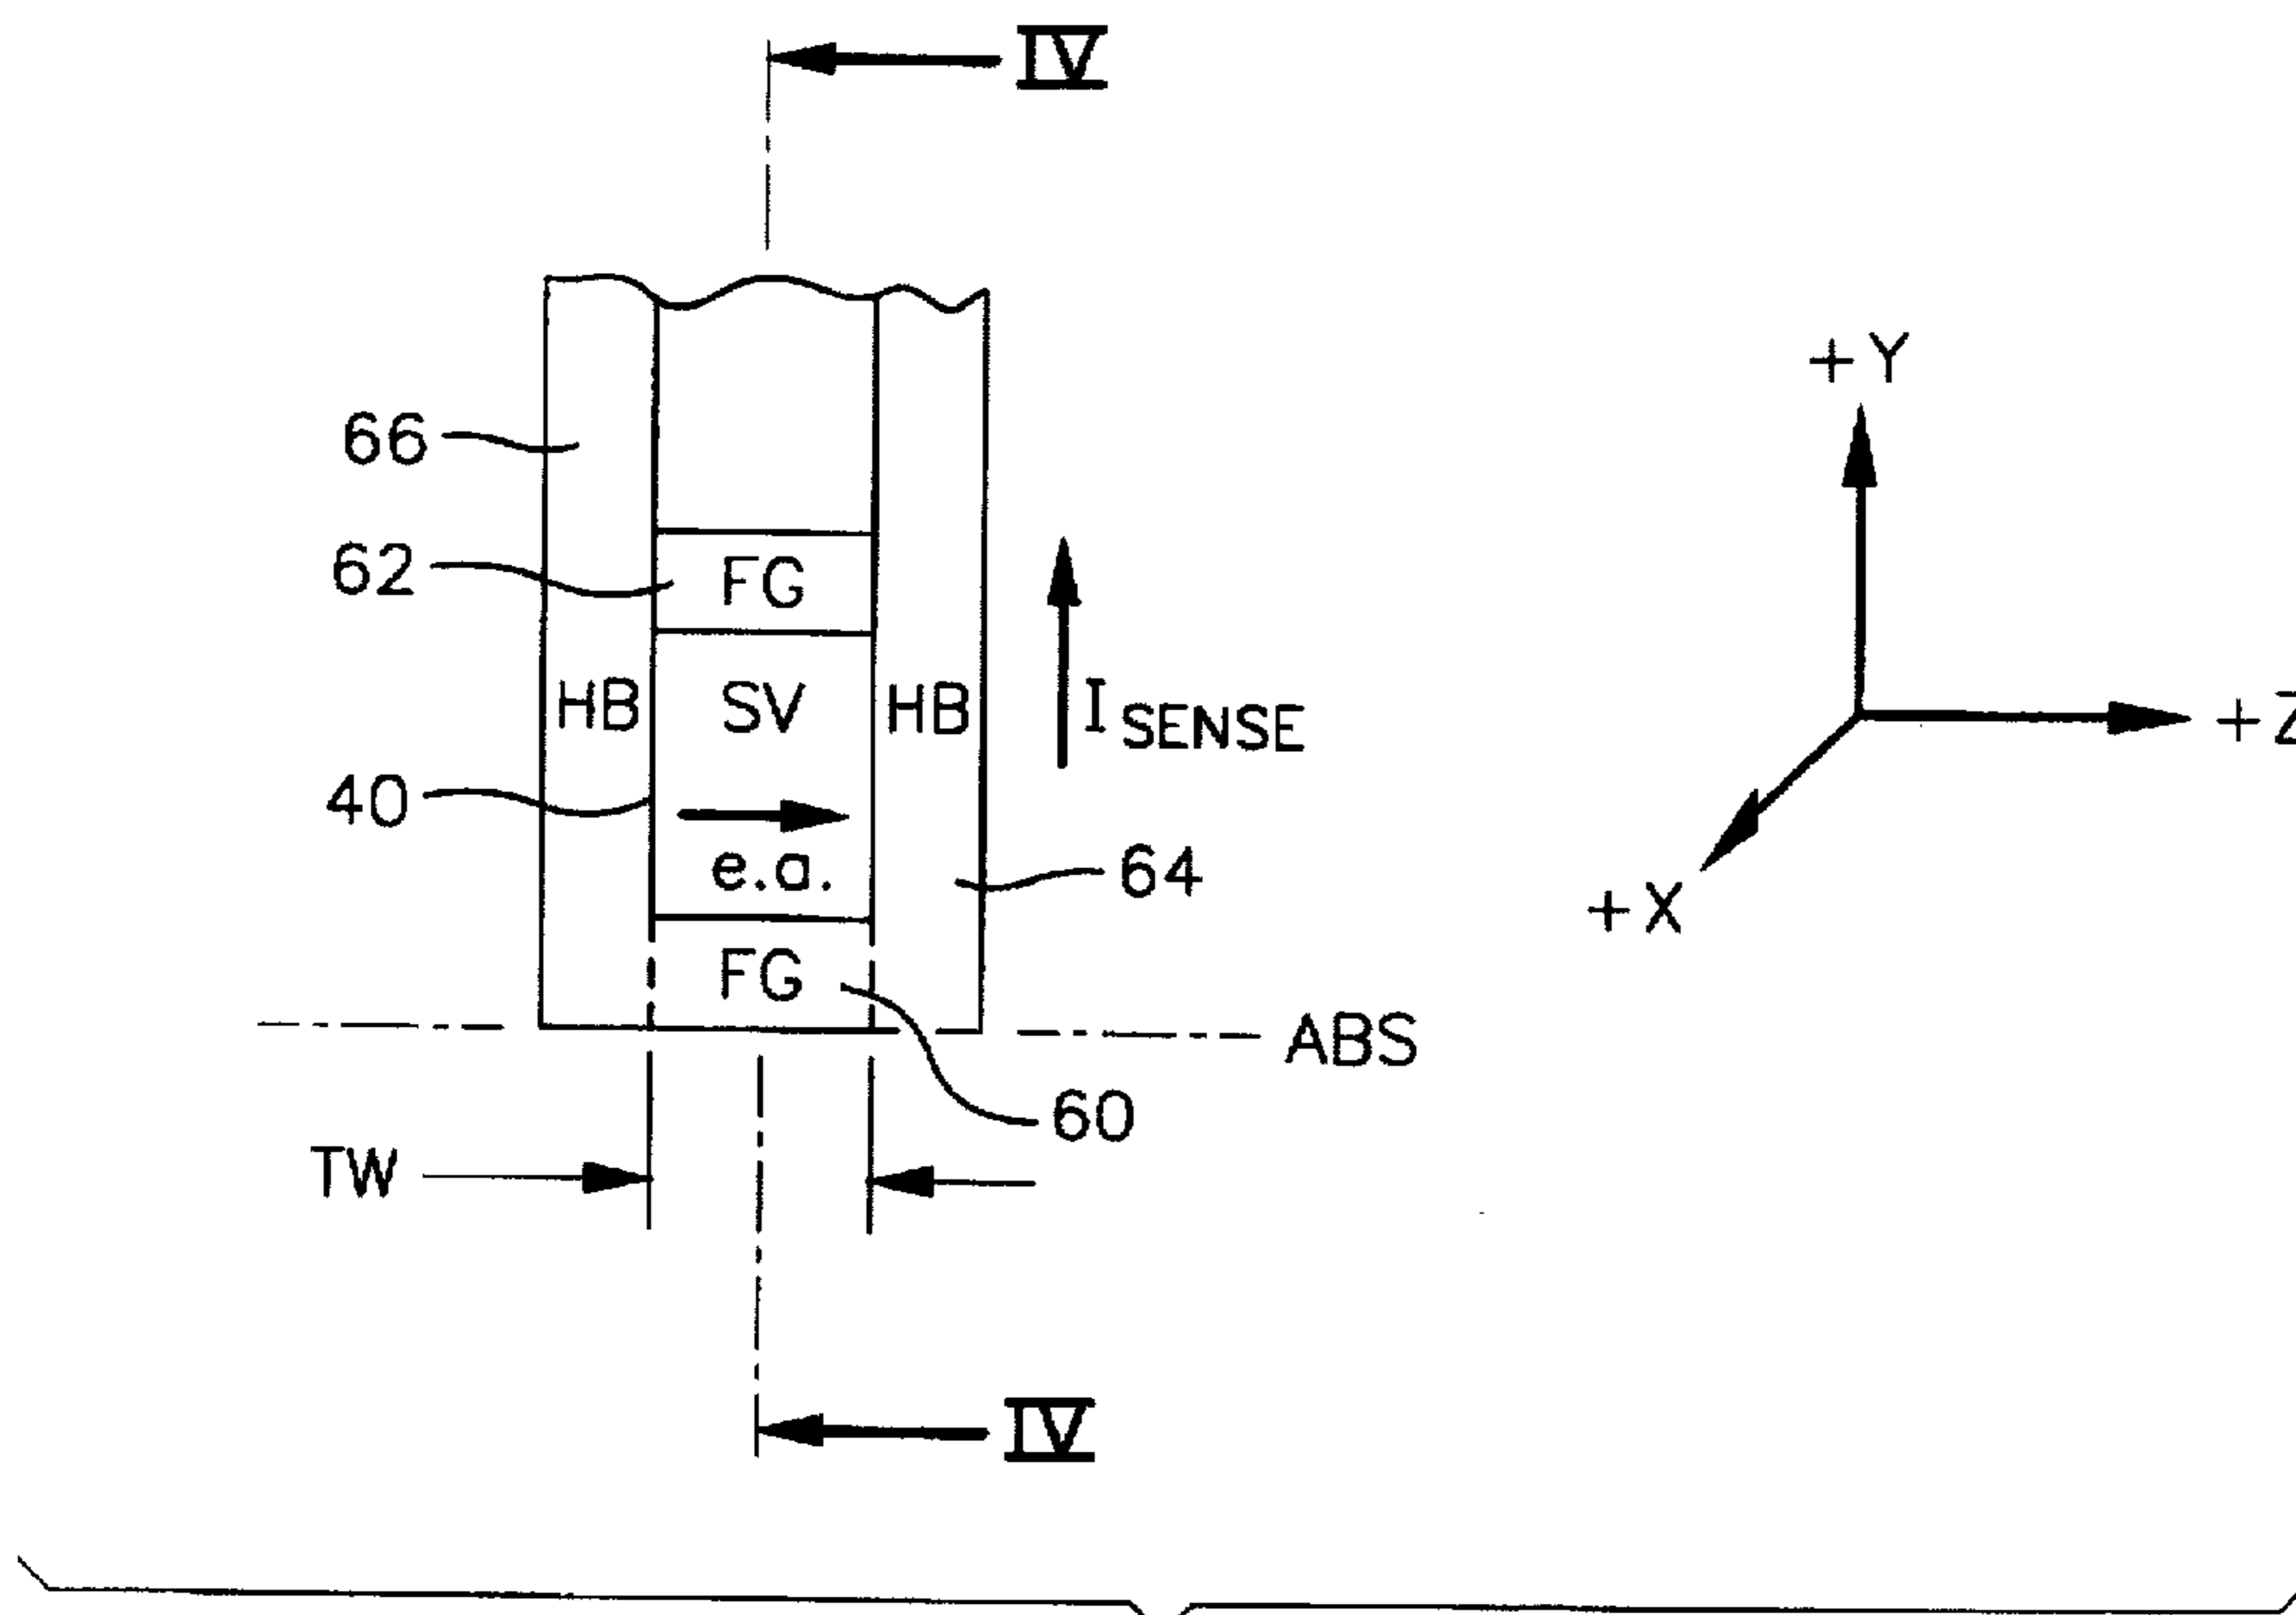 IV
+Y
66
62 FG
HB SV HB I SENSE
+Z
40
e.a.
64
+X
FG
ABS
60
TW
IV